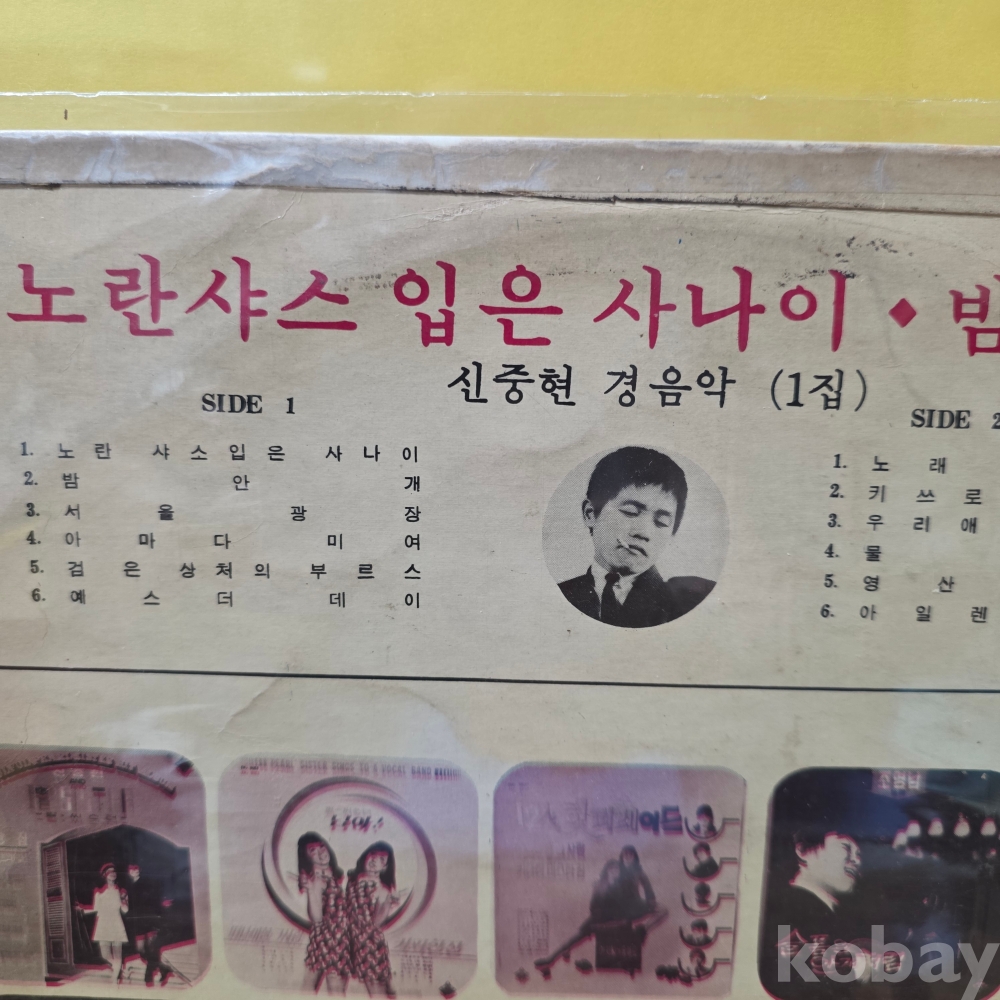 노란샤스 입은 사나이 ◆ 밤
신중현 경음악 (1집)
SIDE 1
1. 노란 샤소입은 사나이
2. 밤안개
3. 서울광장
4. 아마다미여
5. 검은상처의 부르스
6. 예스더데이
SIDE 2
1. 노래
2. 키쓰로
3. 우리애
4. 물
5. 영산
6. 아일렌
조영남
kobay